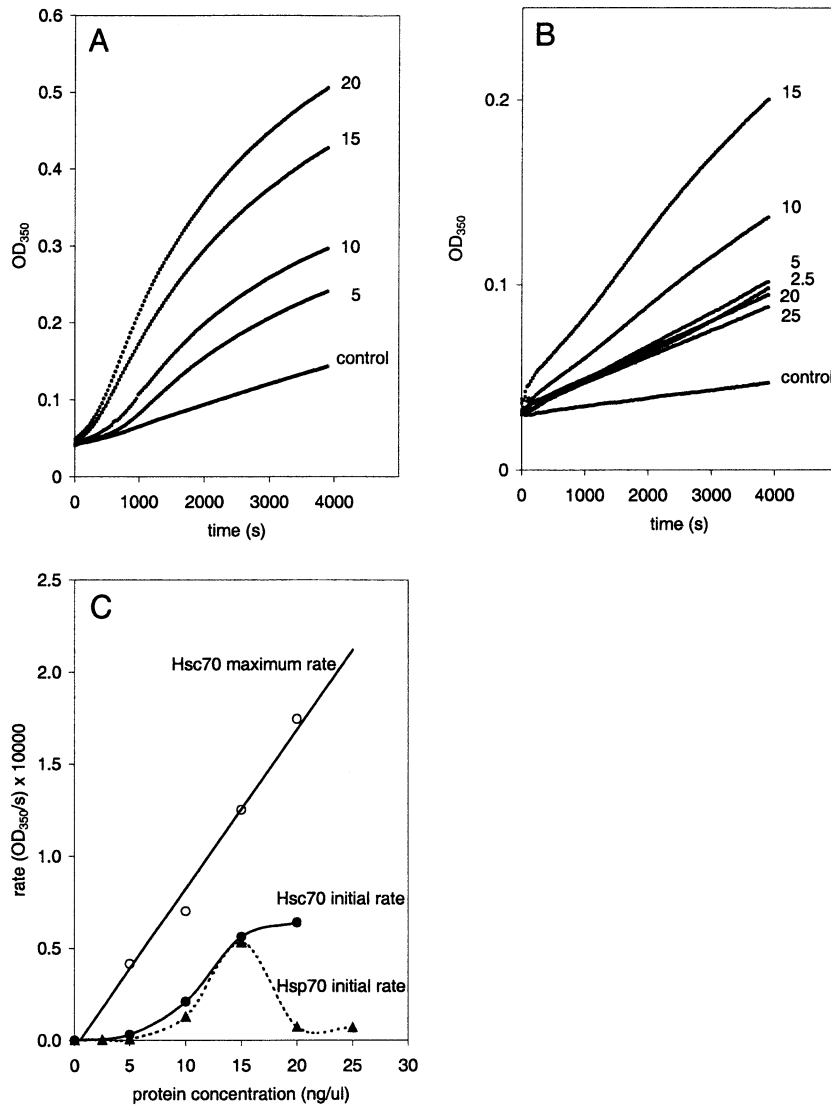 A
0.6
0.5
0.4
0.3
0.2
0.1
0
OD350
20
15
10
5
control
0 1000 2000 3000 4000
time (s)
B
0.2
0.1
0
OD350
15
10
5
2.5
20
25
control
0 1000 2000 3000 4000
time (s)
C
2.5
2.0
1.5
1.0
0.5
0.0
rate (OD350/s) x 10000
Hsc70 maximum rate
Hsc70 initial rate
Hsp70 initial rate
0 5 10 15 20 25 30
protein concentration (ng/ul)